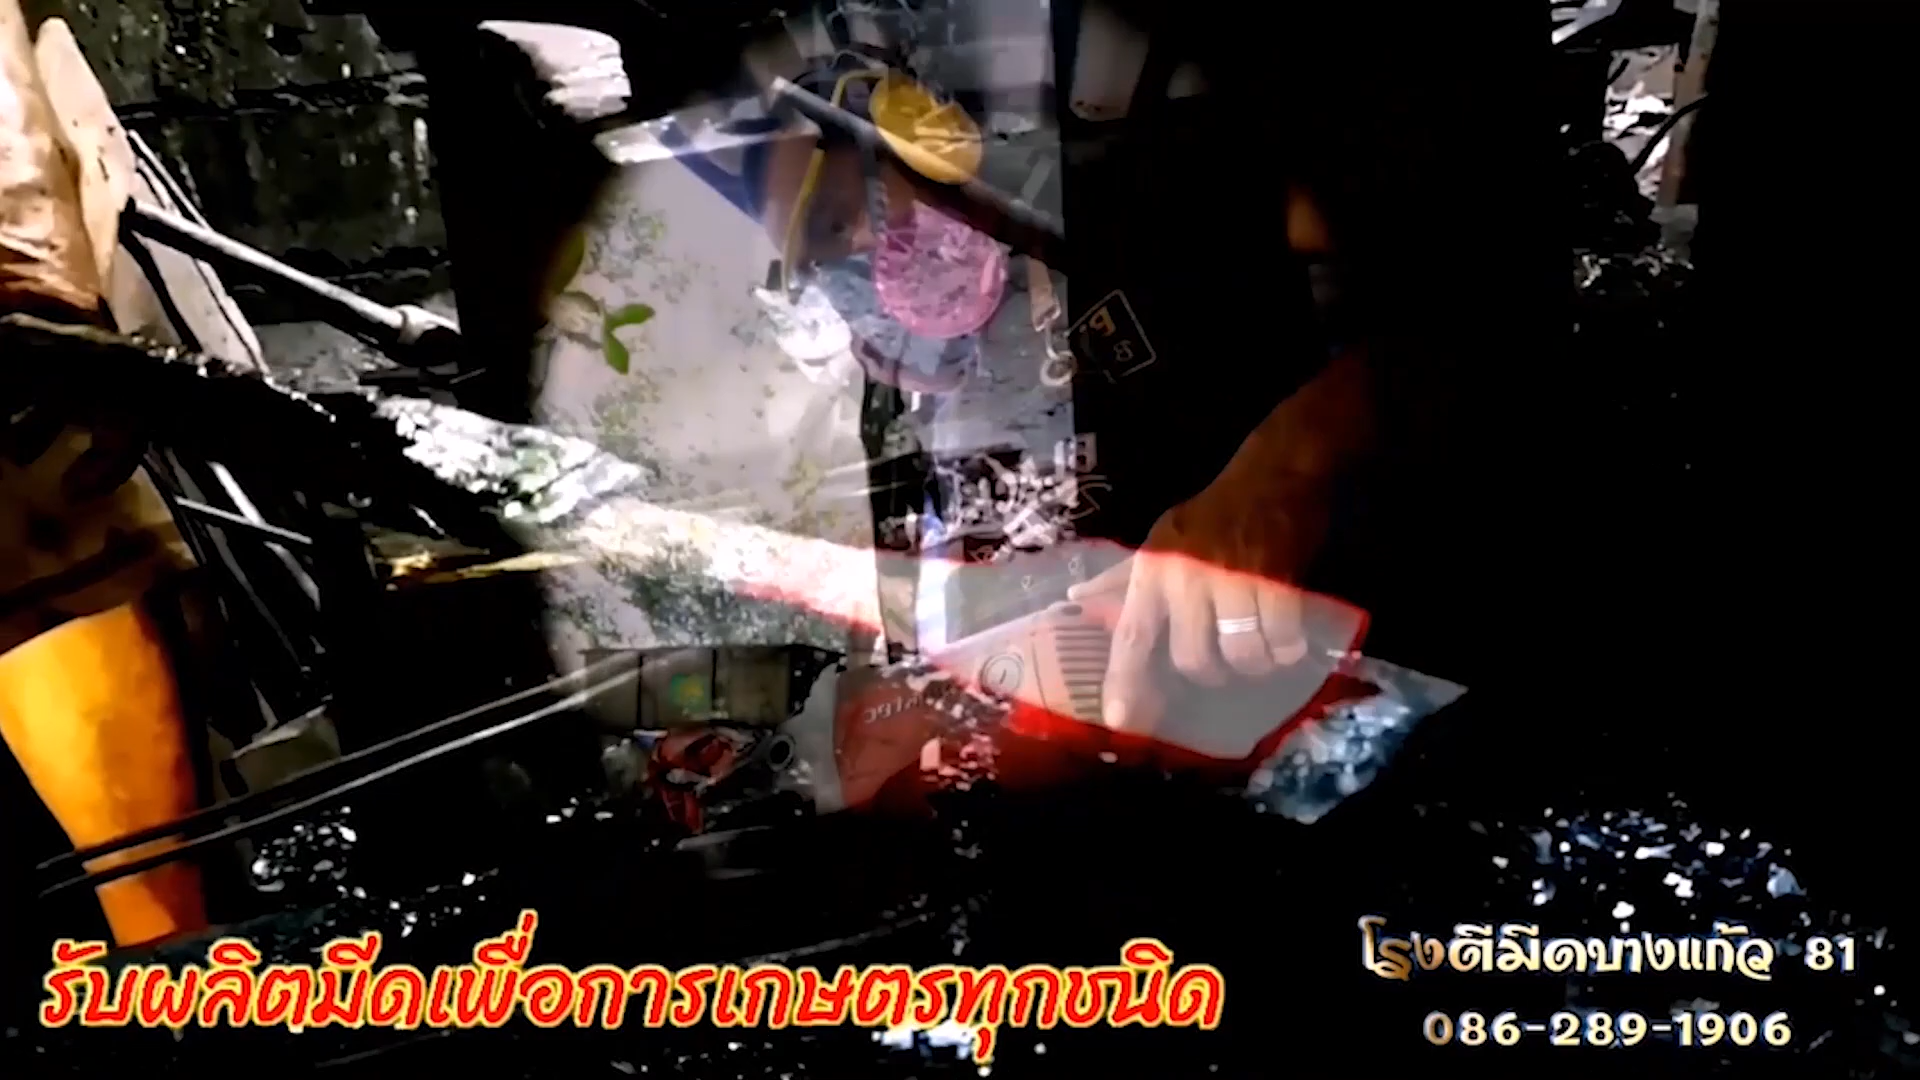 รับผลิตมีดเพื่อการเกษตรทุกชนิด
โรงตีมีดบางแก้ว 81
086-289-1906